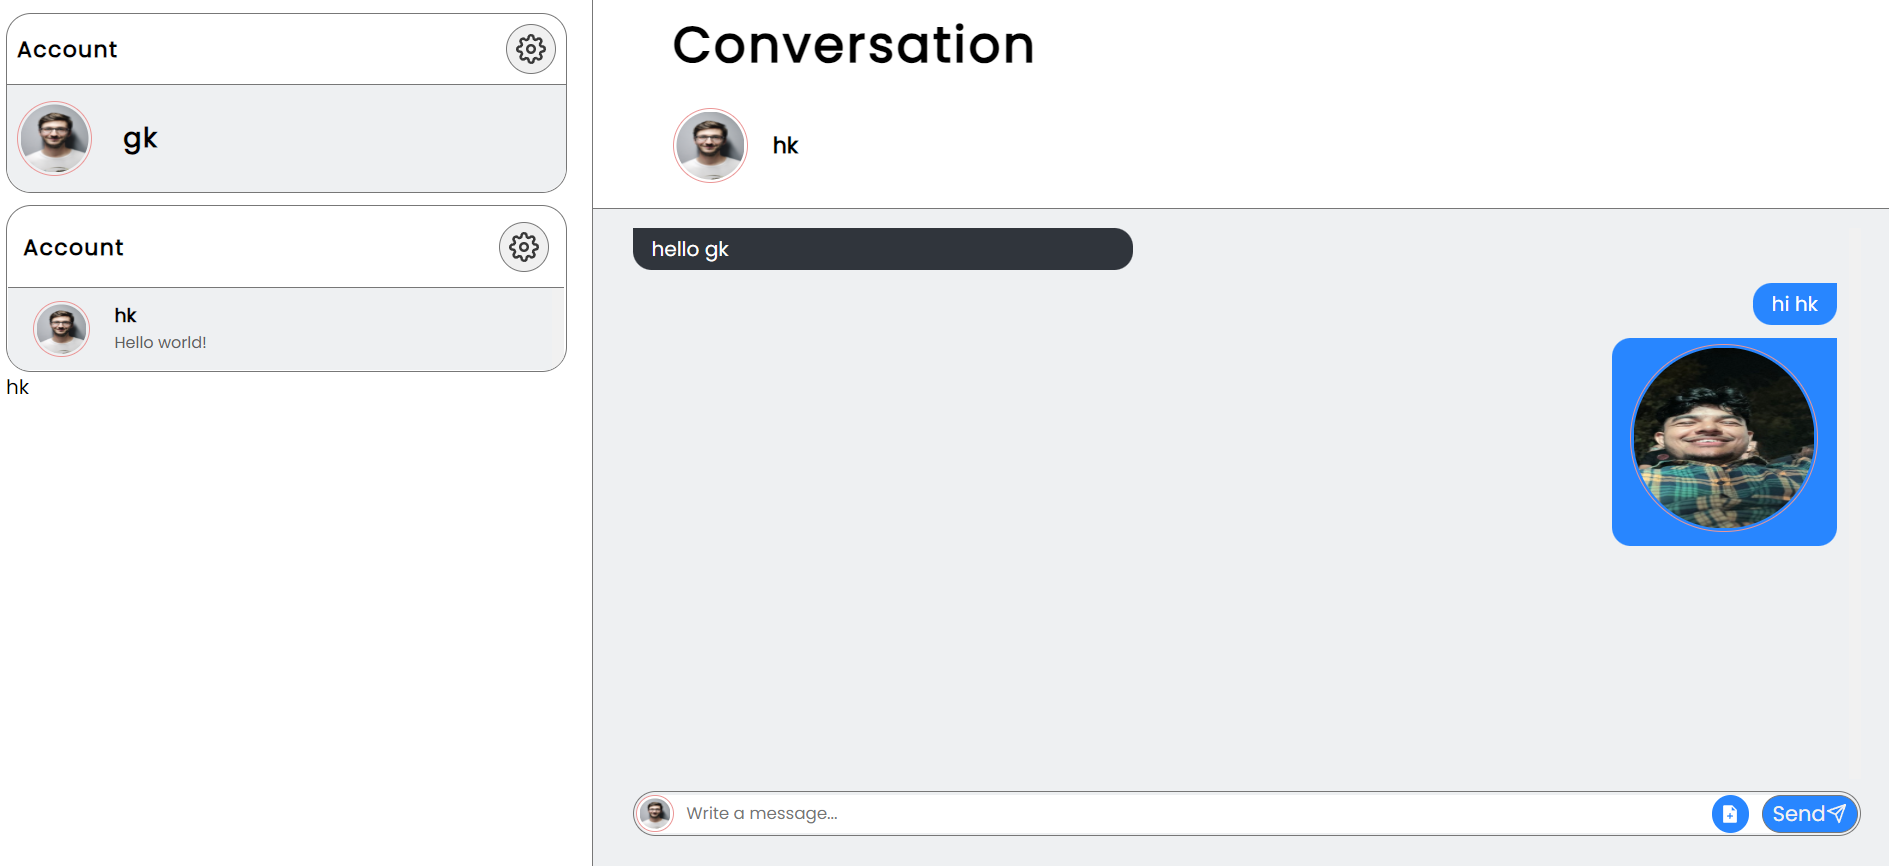 Account
gk
Account
hk
Hello world!
hk
Conversation
hk
hello gk
hi hk
Write a message...
Send